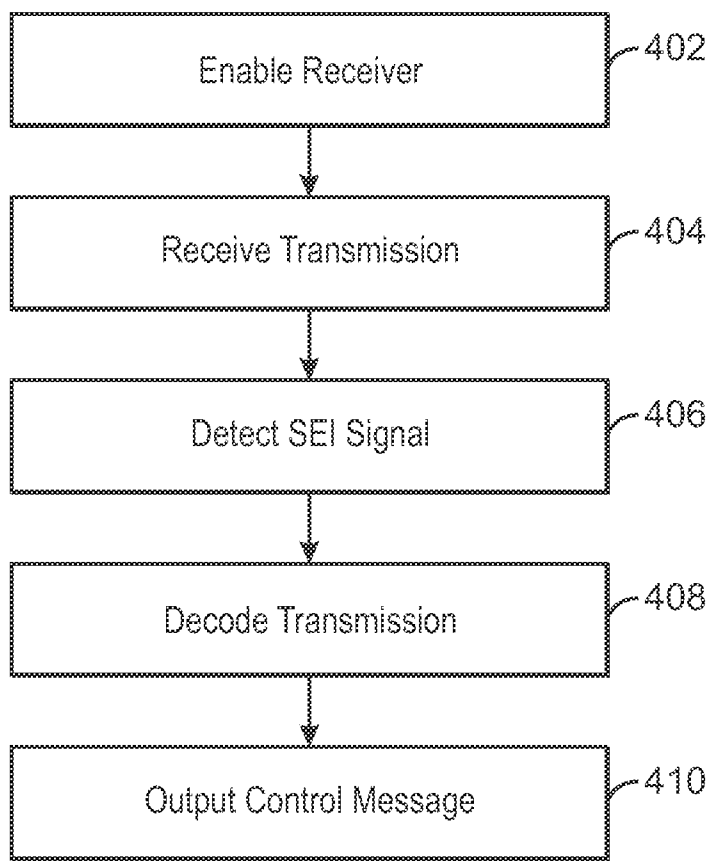 Enable Receiver
402
Receive Transmission
404
Detect SEI Signal
406
Decode Transmission
408
Output Control Message
410